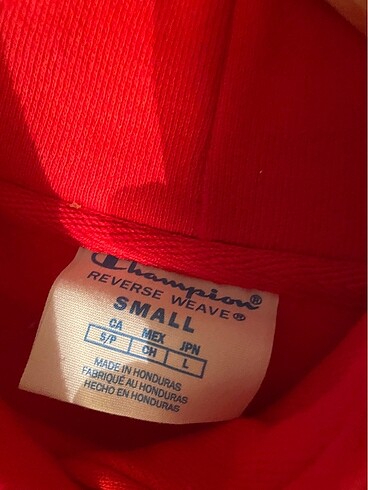 Champion®
REVERSE WEAVE®
SMALL
CA MEX JPN
S/P CH L
MADE IN HONDURAS
FABRIQUÉ AU HONDURAS
HECHO EN HONDURAS